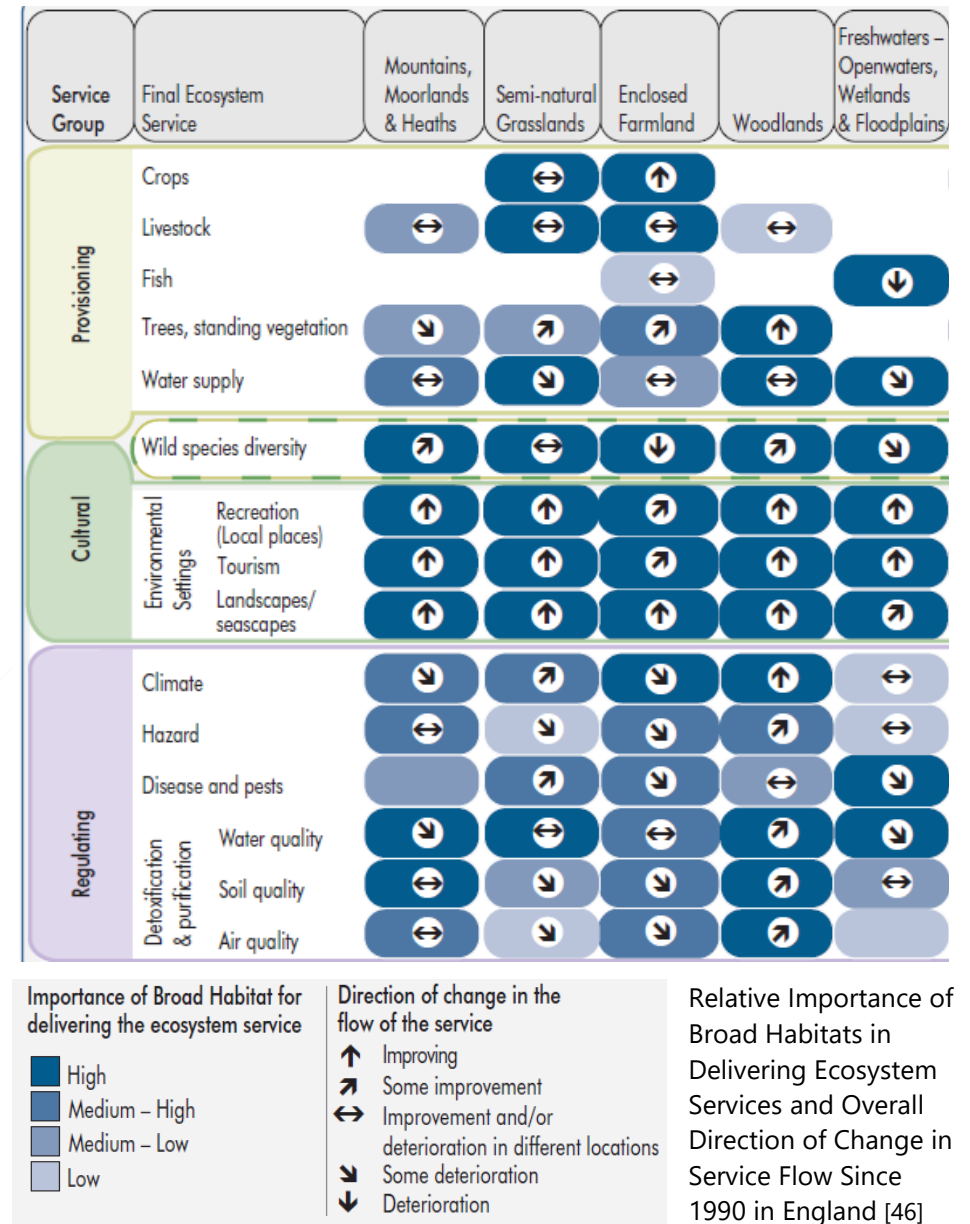 Service
Group
Final Ecosystem
Service
Mountains,
Moorlands
& Heaths
Semi-natural
Grasslands
Enclosed
Farmland
Woodlands
Freshwaters –
Openwaters,
Wetlands
& Floodplains
Provisioning
Crops
Livestock
Fish
Trees, standing vegetation
Water supply
Wild species diversity
Cultural
Environmental
Settings
Recreation
(Local places)
Tourism
Landscapes/
seascapes
Regulating
Climate
Hazard
Disease and pests
Detoxification
& purification
Water quality
Soil quality
Air quality
Importance of Broad Habitat for
delivering the ecosystem service
High
Medium – High
Medium – Low
Low
Direction of change in the
flow of the service
Improving
Some improvement
Improvement and/or
deterioration in different locations
Some deterioration
Deterioration
Relative Importance of
Broad Habitats in
Delivering Ecosystem
Services and Overall
Direction of Change in
Service Flow Since
1990 in England [46]